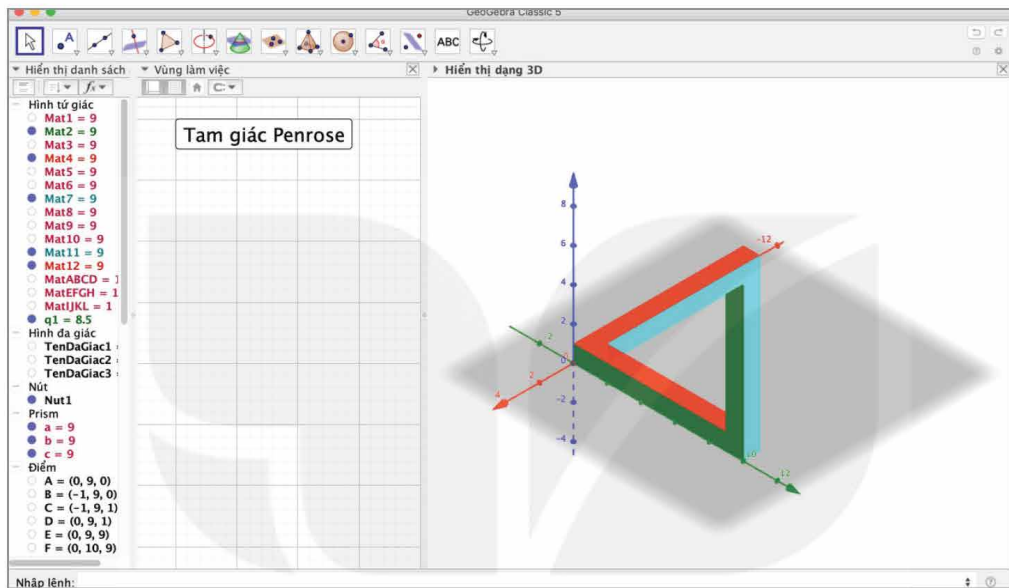 GeoGebra Classic 5
ABC
Hiển thị danh sách
Vùng làm việc
Hiển thị dạng 3D
Hình tứ giác
Mat1 = 9
Mat2 = 9
Mat3 = 9
Mat4 = 9
Mat5 = 9
Mat6 = 9
Mat7 = 9
Mat8 = 9
Mat9 = 9
Mat10 = 9
Mat11 = 9
Mat12 = 9
MatABCD = 1
MatEFGH = 1
MatIJKL = 1
q1 = 8.5
Hình đa giác
TenDaGiac1 =
TenDaGiac2 =
TenDaGiac3
Nút
Nut1
Prism
a = 9
b = 9
c = 9
Điểm
A = (0, 9, 0)
B = (-1, 9, 0)
C = (-1, 9, 1)
D = (0, 9, 1)
E = (0, 9, 9)
F = (0, 10, 9)
Tam giác Penrose
8
6
4
2
0
-2
-4
-2
2
4
-12
10
12
Nhập lệnh: